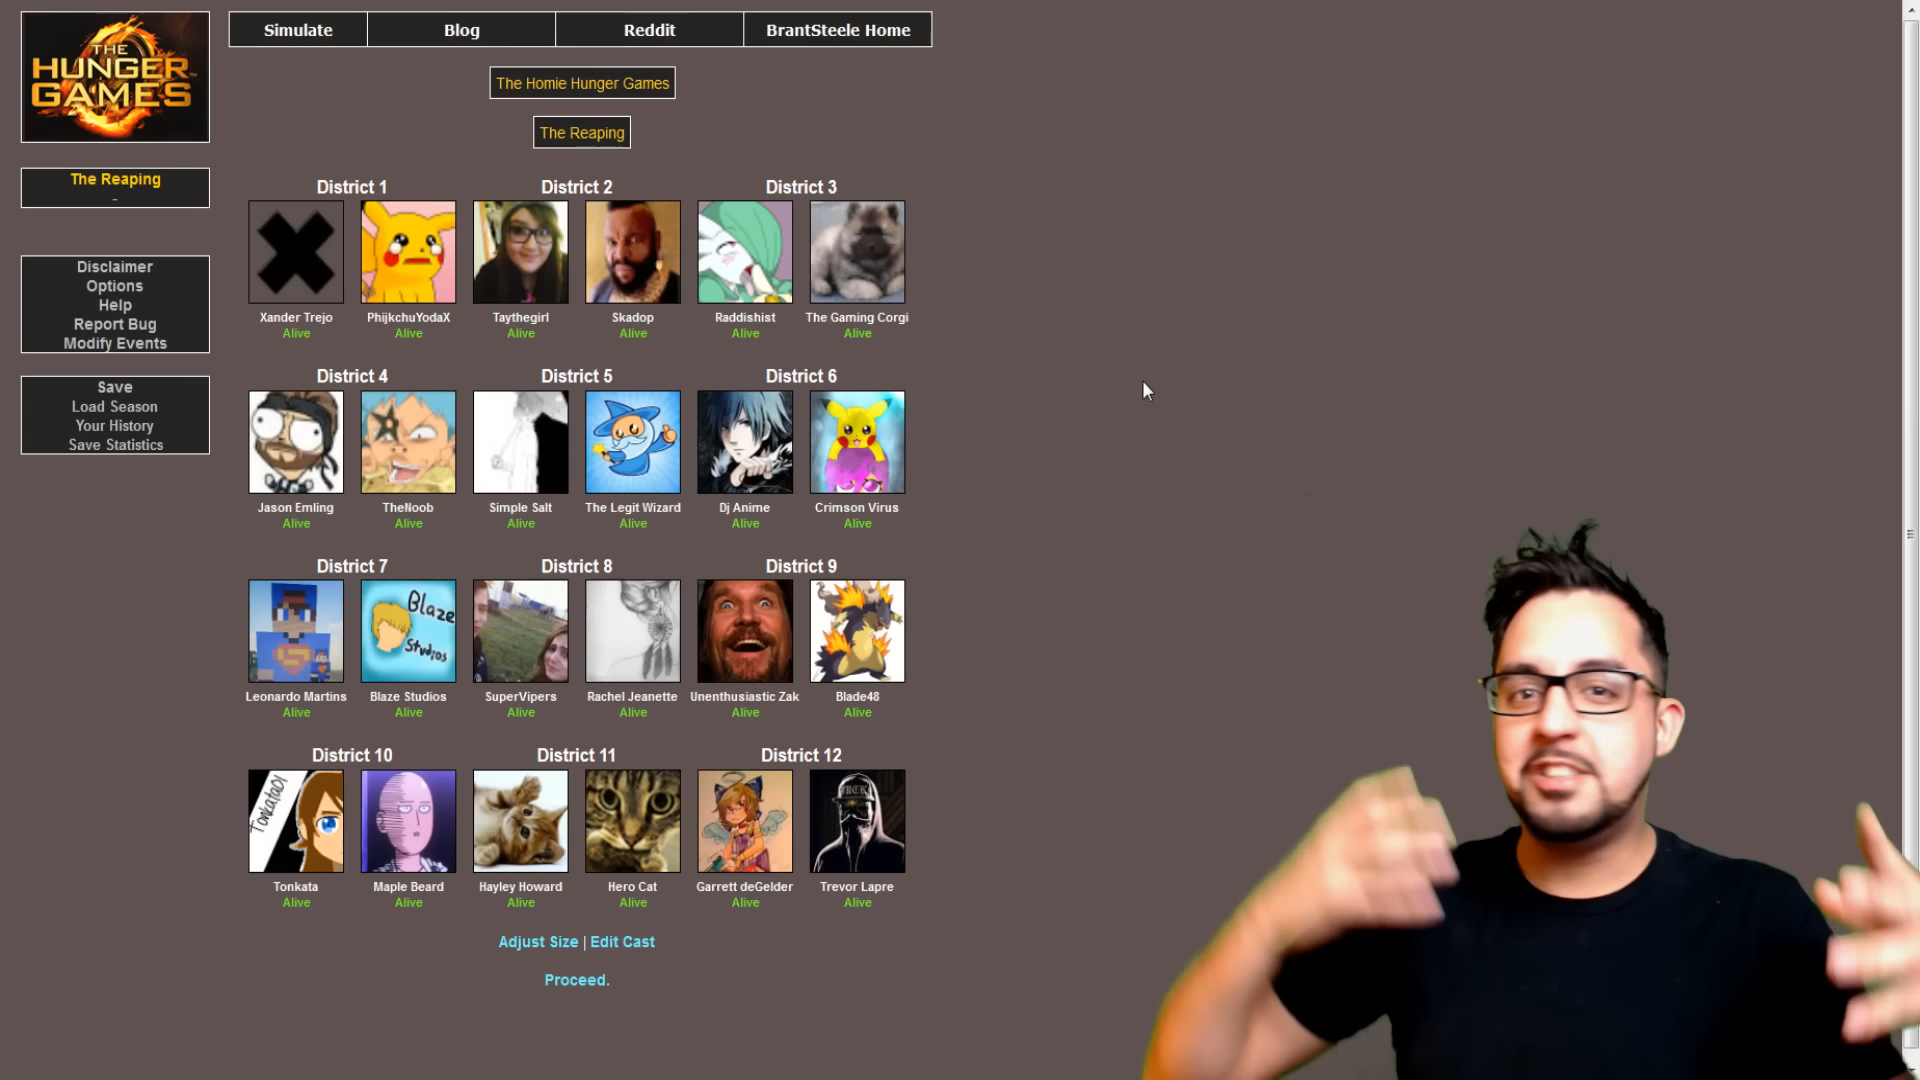 THE
HUNGER
GAMES
Simulate
Blog
Reddit
BrantSteele Home
The Homie Hunger Games
The Reaping
The Reaping
-
Disclaimer
Options
Help
Report Bug
Modify Events
Save
Load Season
Your History
Save Statistics
District 1
District 2
District 3
Xander Trejo
PhijkchuYodaX
Taythegirl
Skadop
Raddishist
The Gaming Corgi
Alive
Alive
Alive
Alive
Alive
Alive
District 4
District 5
District 6
Jason Emling
TheNoob
Simple Salt
The Legit Wizard
Dj Anime
Crimson Virus
Alive
Alive
Alive
Alive
Alive
Alive
District 7
District 8
District 9
Blaze
Studios
Leonardo Martins
Blaze Studios
SuperVipers
Rachel Jeanette
Unenthusiastic Zak
Blade48
Alive
Alive
Alive
Alive
Alive
Alive
District 10
District 11
District 12
Tonkata01
Tonkata
Maple Beard
Hayley Howard
Hero Cat
Garrett deGelder
Trevor Lapre
Alive
Alive
Alive
Alive
Alive
Alive
Adjust Size | Edit Cast
Proceed.